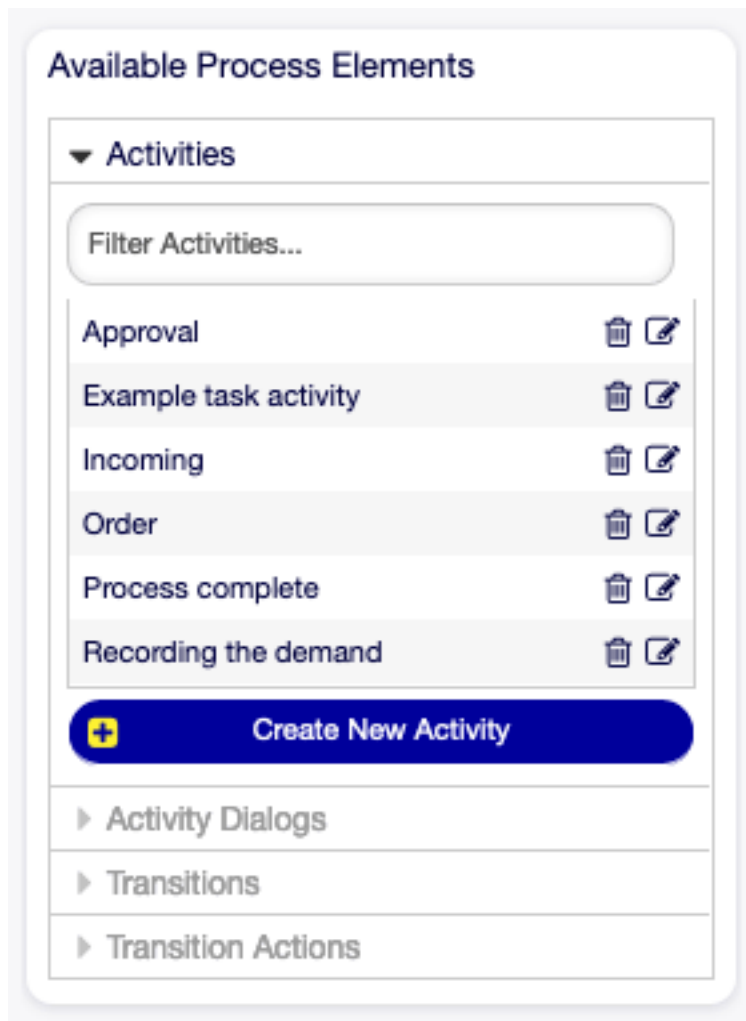 Available Process Elements
Activities
Filter Activities...
Approval
Example task activity
Incoming
Order
Process complete
Recording the demand
Create New Activity
Activity Dialogs
Transitions
Transition Actions